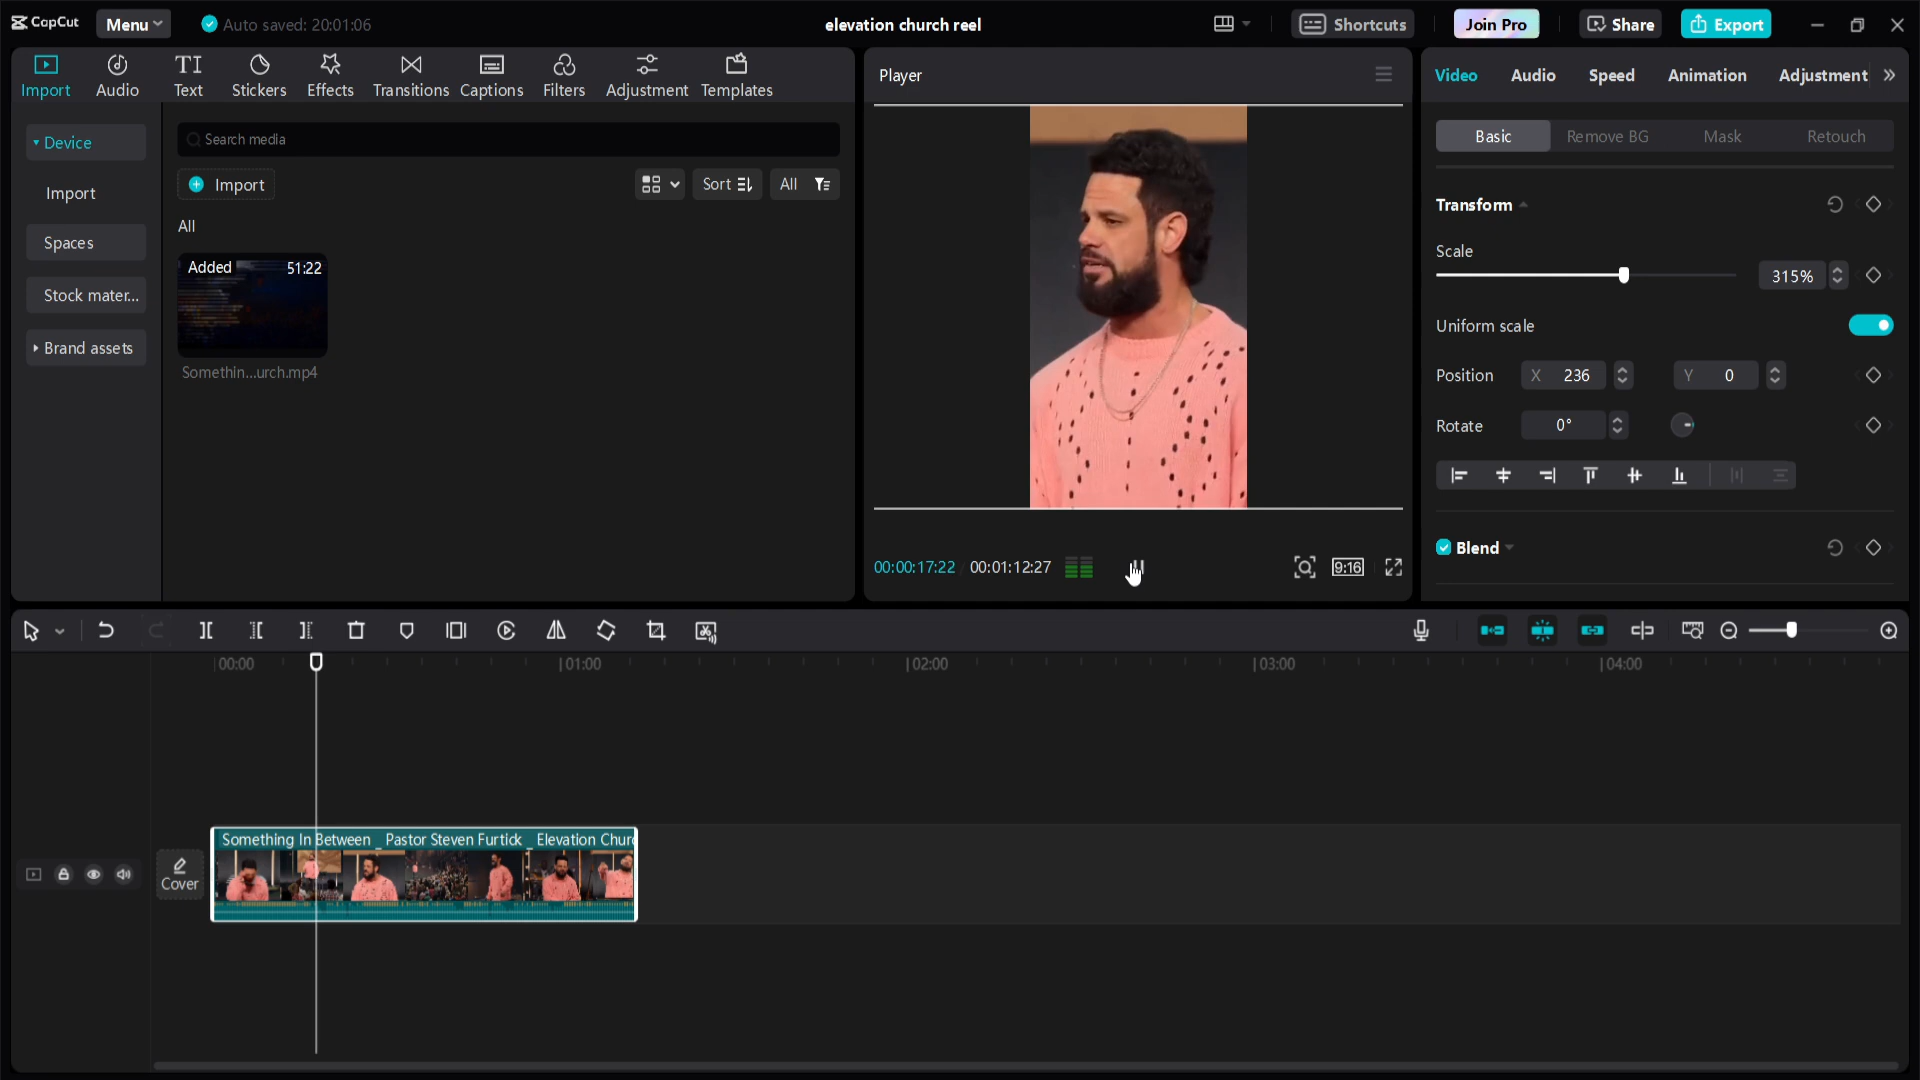 CapCut Menu Auto saved: 20:01:06 elevation church reel Shortcuts Join Pro Share Export
Import Audio Text Stickers Effects Transitions Captions Filters Adjustment Templates
Device
Import
Spaces
Stock mater...
Brand assets
Search media
Import Sort All
All
Added 51:22
Somethin...urch.mp4
Player
00:00:17:22 00:01:12:27 9:16
Video Audio Speed Animation Adjustment
Basic Remove BG Mask Retouch
Transform
Scale
315%
Uniform scale
Position X 236 Y 0
Rotate 0°
Blend
00:00 01:00 02:00 03:00 04:00
Cover
Something In Between _ Pastor Steven Furtick _ Elevation Chur